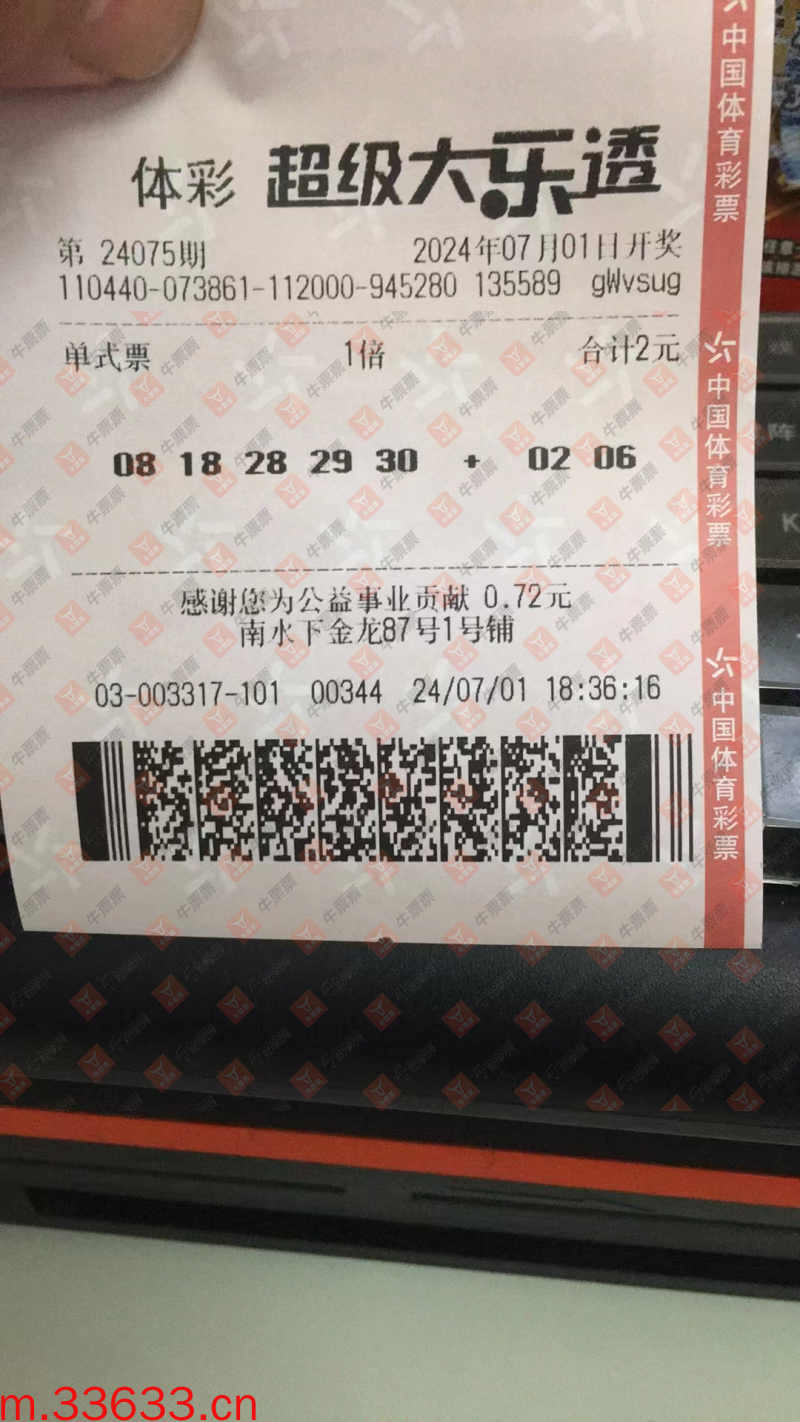 体彩 超级大乐透
第 24075期 2024年07月01日开奖
110440-073861-112000-945280 135589 gWvsug
单式票 1倍 合计2元
08 18 28 29 30 + 02 06
感谢您为公益事业贡献 0.72元
南水下金龙87号1号铺
03-003317-101 00344 24/07/01 18:36:16
中国体育彩票
中国体育彩票
中国体育彩票
牛票票
m.33633.cn